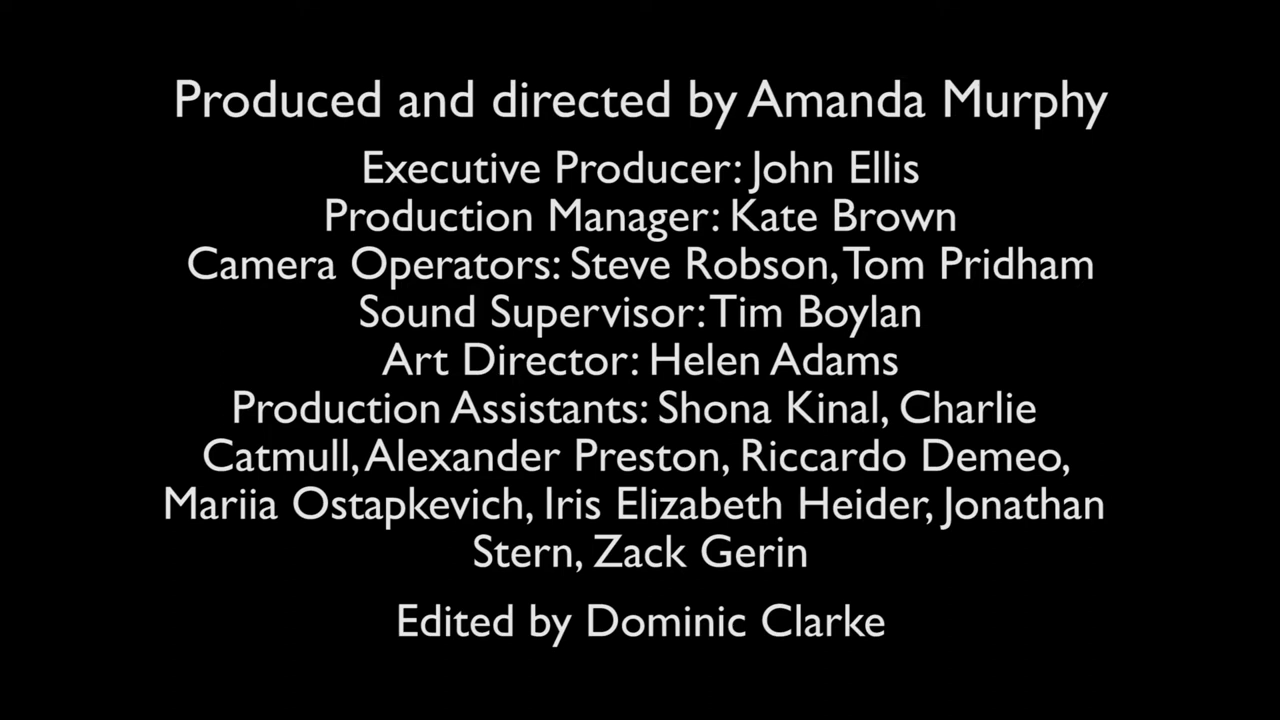 Produced and directed by Amanda Murphy
Executive Producer: John Ellis
Production Manager: Kate Brown
Camera Operators: Steve Robson, Tom Pridham
Sound Supervisor: Tim Boylan
Art Director: Helen Adams
Production Assistants: Shona Kinal, Charlie
Catmull, Alexander Preston, Riccardo Demeo,
Mariia Ostapkevich, Iris Elizabeth Heider, Jonathan
Stern, Zack Gerin
Edited by Dominic Clarke